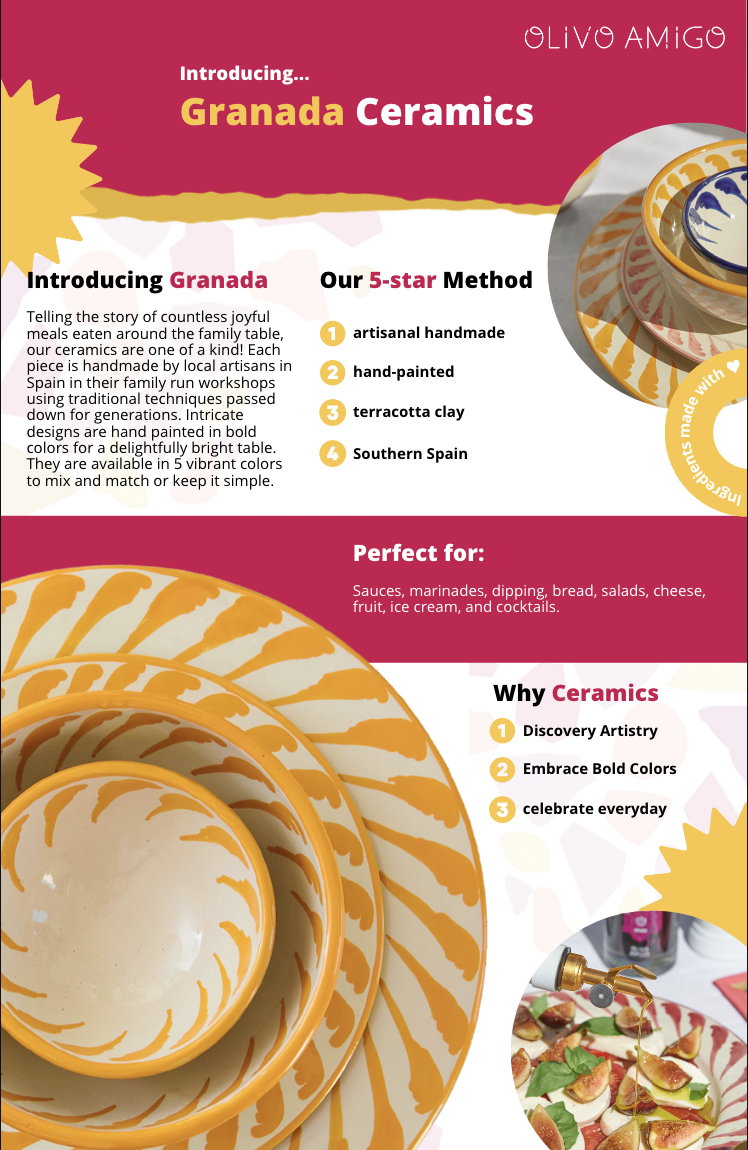 OLIVO AMIGO
Introducing...
Granada Ceramics
Introducing Granada
Telling the story of countless joyful
meals eaten around the family table,
our ceramics are one of a kind! Each
piece is handmade by local artisans in
Spain in their family run workshops
using traditional techniques passed
down for generations. Intricate
designs are hand painted in bold
colors for a delightfully bright table.
They are available in 5 vibrant colors
to mix and match or keep it simple.
Our 5-star Method
1 artisanal handmade
2 hand-painted
3 terracotta clay
4 Southern Spain
Ingredients made with ♥
Perfect for:
Sauces, marinades, dipping, bread, salads, cheese,
fruit, ice cream, and cocktails.
Why Ceramics
1 Discovery Artistry
2 Embrace Bold Colors
3 celebrate everyday